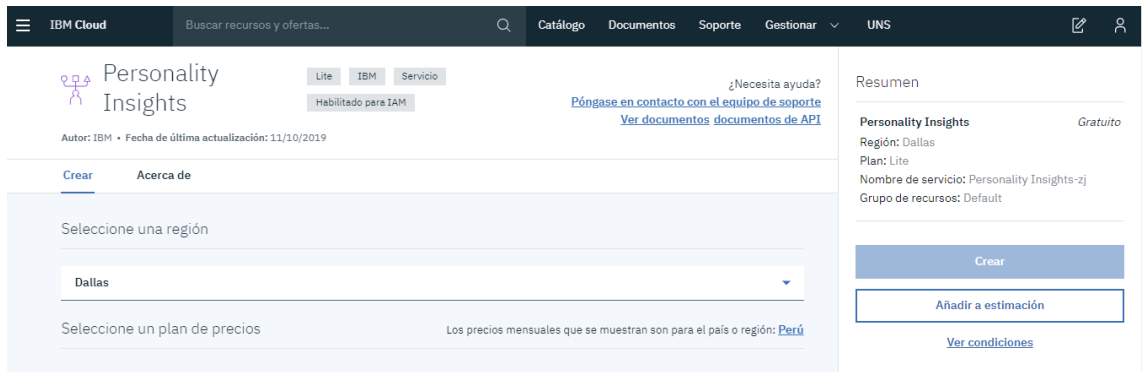 IBM Cloud
Buscar recursos y ofertas...
Catálogo
Documentos
Soporte
Gestionar
UNS
Personality
Insights
Lite
IBM
Servicio
Habilitado para IAM
¿Necesita ayuda?
Póngase en contacto con el equipo de soporte
Ver documentos documentos de API
Autor: IBM • Fecha de última actualización: 11/10/2019
Crear
Acerca de
Seleccione una región
Dallas
Seleccione un plan de precios
Los precios mensuales que se muestran son para el país o región: Perú
Resumen
Personality Insights Gratuito
Región: Dallas
Plan: Lite
Nombre de servicio: Personality Insights-zj
Grupo de recursos: Default
Crear
Añadir a estimación
Ver condiciones